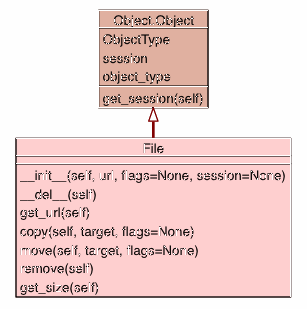 Object.Object
ObjectType
session
object_type
get_session(self)
File
__init__(self, url, flags=None, session=None)
__del__(self)
get_url(self)
copy(self, target, flags=None)
move(self, target, flags=None)
remove(self)
get_size(self)